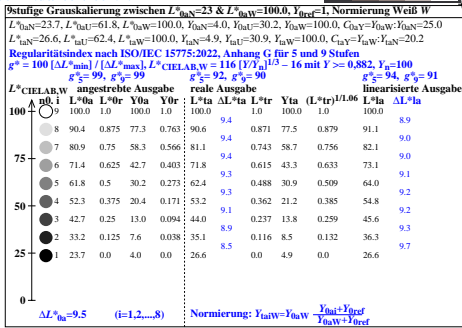 9stufige Graukalierung zwischen L*0aN=23 & L*0aW=100.0, Y0ref=1, Normierung Weiß W
L*0aN=23.7, L*0aU=61.8, L*0aW=100.0, Y0aN=4.0, Y0aU=30.2, Y0aW=100.0, C0aY=Y0aW:Y0aN=25.0
L*taN=26.6, L*taU=62.4, L*taW=100.0, YtaN=4.9, YtaU=30.9, YtaW=100.0, CtaY=YtaW:YtaN=20.2
Regularitätsindex nach ISO/IEC 15775:2022, Anhang G für 5 und 9 Stufen
g* = 100 [ΔL*min] / [ΔL*max], L*CIELAB,W = 116 [Y/Yn]1/3 – 16 mit Y >= 0,882, Yn=100
g*5= 99, g*9= 99 g*5= 92, g*9= 90 g*5= 94, g*9= 91
L*CIELAB,W angestrebte Ausgabe reale Ausgabe linearisierte Ausgabe
n0. i L*0a L*0r Y0a Y0r L*ta ΔL*ta L*tr Yta (L*tr)1/1.06 L*la ΔL*la
100 9 100.0 1.0 100.0 1.0 100.0 1.0 100.0 1.0 100.0
9.4 8.9
8 90.4 0.875 77.3 0.763 90.6 0.871 77.5 0.879 91.1
9.4 9.0
75 7 80.9 0.75 58.3 0.566 81.1 0.743 58.7 0.756 82.1
9.4 9.0
6 71.4 0.625 42.7 0.403 71.8 0.615 43.3 0.633 73.1
9.3 9.1
5 61.8 0.5 30.2 0.273 62.4 0.488 30.9 0.509 64.0
9.3 9.2
50 4 52.3 0.375 20.4 0.171 53.2 0.362 21.2 0.385 54.8
9.1 9.2
3 42.7 0.25 13.0 0.094 44.0 0.237 13.8 0.259 45.6
8.9 9.3
2 33.2 0.125 7.6 0.038 35.1 0.116 8.5 0.132 36.3
8.5 9.7
25 1 23.7 0.0 4.0 0.0 26.6 0.0 4.9 0.0 26.6
0 ΔL*0a=9.5 (i=1,2,...,8) Normierung: YtaiW=Y0aW (Y0ai+Y0ref)/(Y0aW+Y0ref)